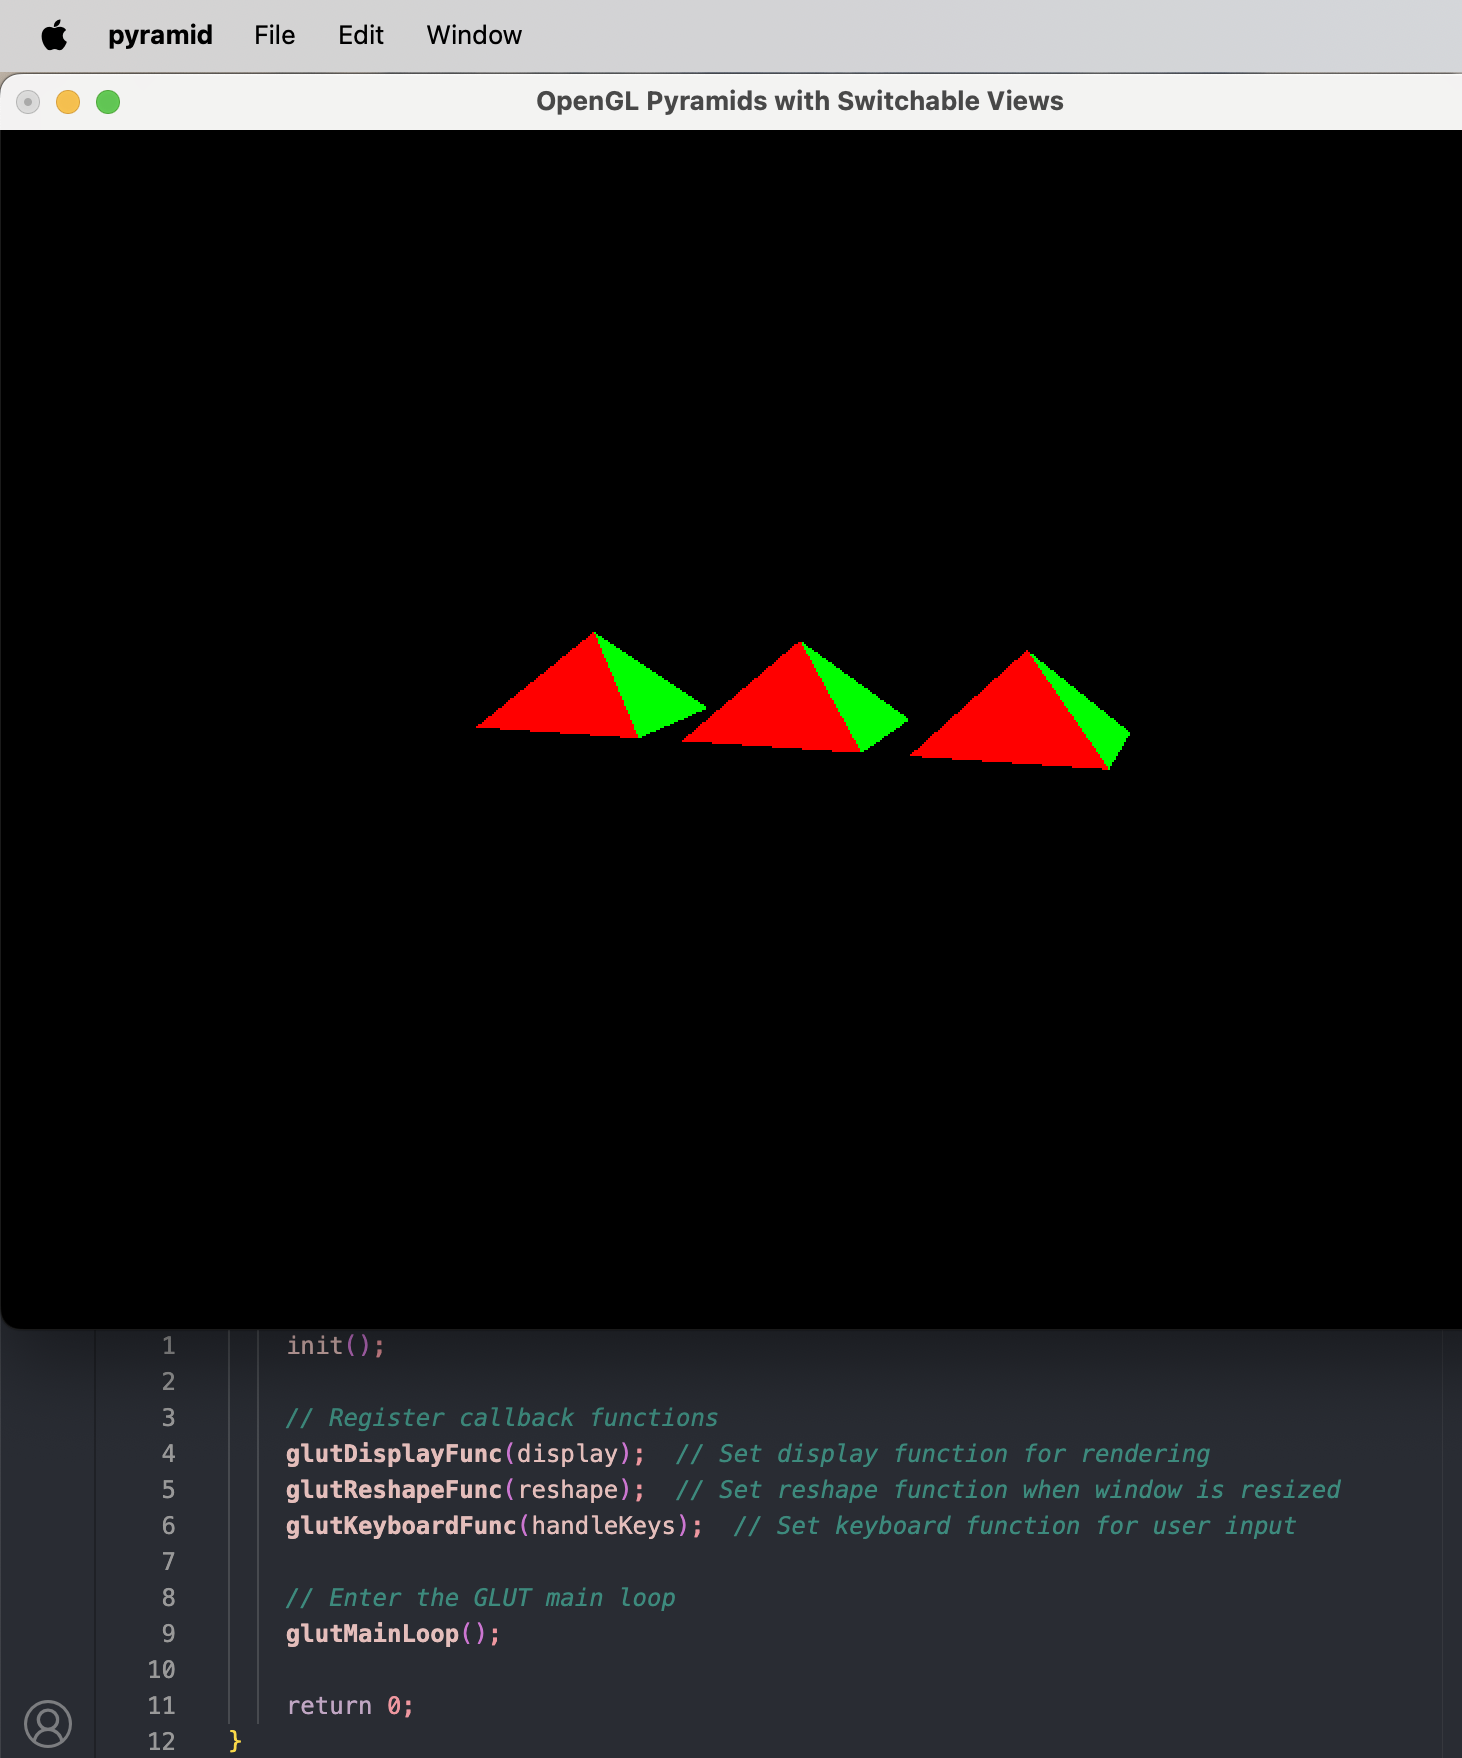 pyramid File Edit Window
OpenGL Pyramids with Switchable Views
1 init();
2
3 // Register callback functions
4 glutDisplayFunc(display); // Set display function for rendering
5 glutReshapeFunc(reshape); // Set reshape function when window is resized
6 glutKeyboardFunc(handleKeys); // Set keyboard function for user input
7
8 // Enter the GLUT main loop
9 glutMainLoop();
10
11 return 0;
12 }